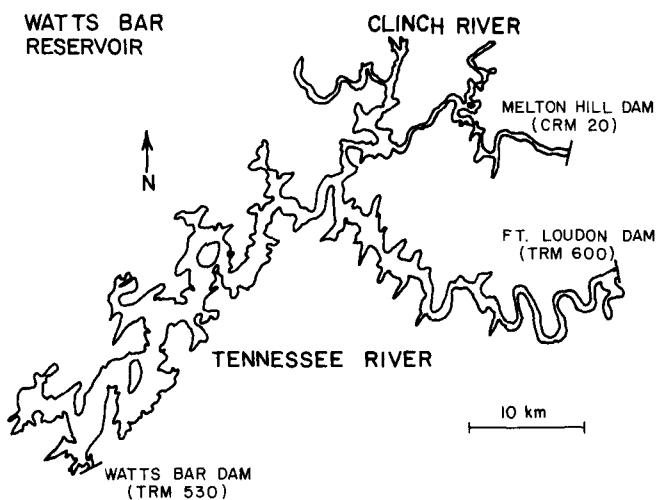 WATTS BAR
RESERVOIR
CLINCH RIVER
MELTON HILL DAM
(CRM 20)
N
FT. LOUDON DAM
(TRM 600)
TENNESSEE RIVER
10 km
WATTS BAR DAM
(TRM 530)